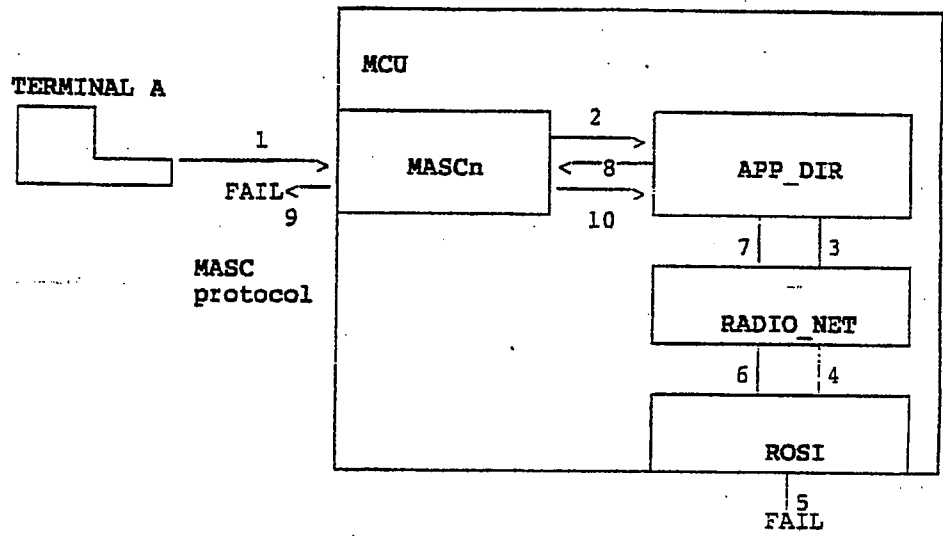 MCU
TERMINAL A
1
2
MASCn
8
APP_DIR
FAIL
9
10
7
3
MASC
protocol
RADIO_NET
6
4
ROSI
5
FAIL